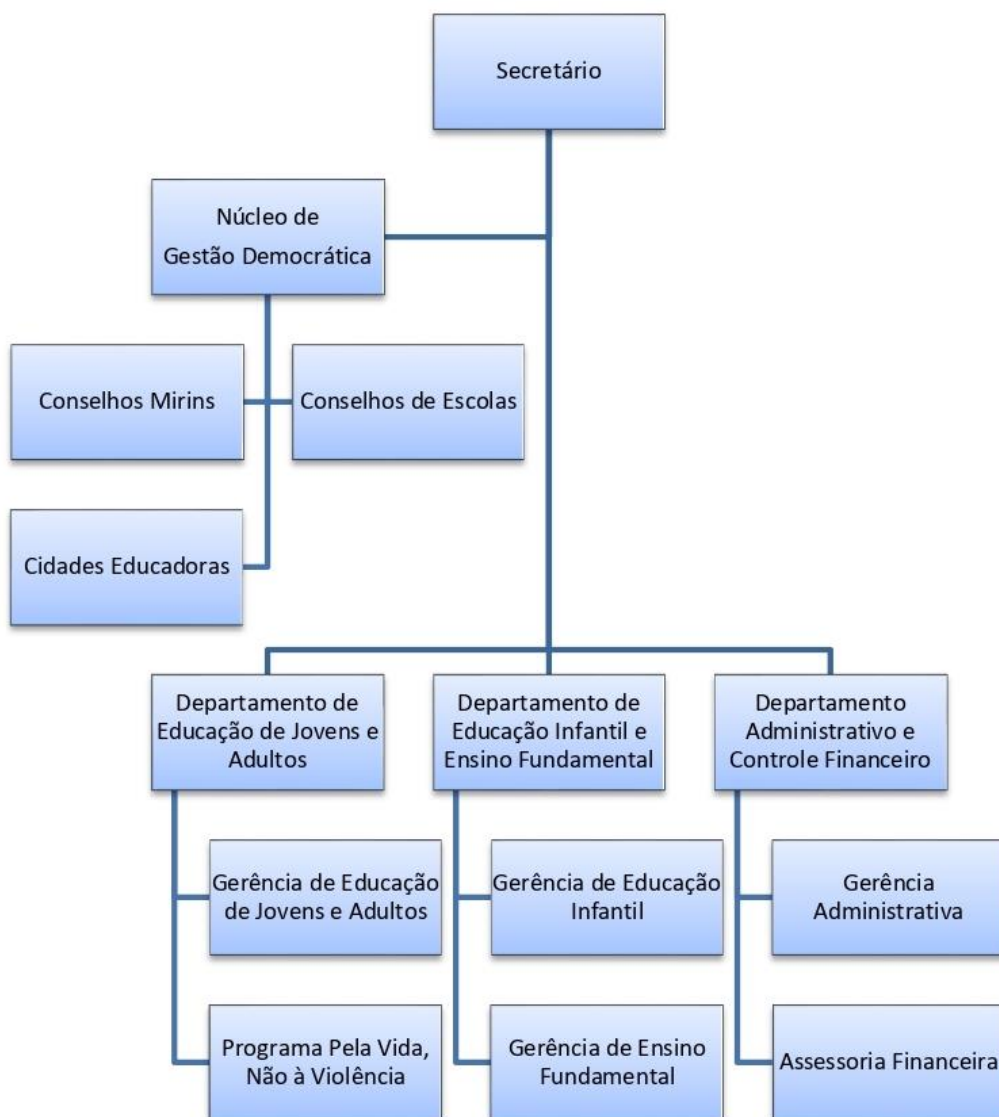 Secretário
Núcleo de
Gestão Democrática
Conselhos Mirins
Conselhos de Escolas
Cidades Educadoras
Departamento de
Educação de Jovens e
Adultos
Departamento de
Educação Infantil e
Ensino Fundamental
Departamento
Administrativo e
Controle Financeiro
Gerência de Educação
de Jovens e Adultos
Gerência de Educação
Infantil
Gerência
Administrativa
Programa Pela Vida,
Não à Violência
Gerência de Ensino
Fundamental
Assessoria Financeira